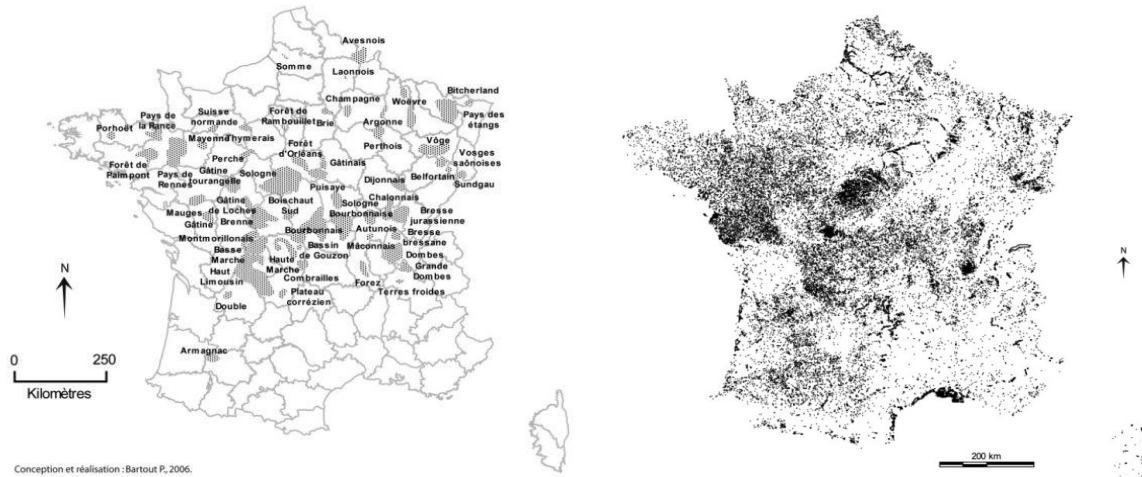 Avesnois
Somme
Laonnois
Bitcherland
Champagne
Woëvre
Pays de
la Rance
Suisse
normande
Forêt de
Rambouillet
Brie
Argonne
Pays des
étangs
Porhoët
Mayenne
Thymerais
Perthois
Vôge
Forêt
d'Orléans
Perche
Gâtinais
Vosges
saônoises
Forêt de
Paimpont
Gâtine
tourangelle
Sologne
Dijonnais
Belfortain
Pays de
Rennes
Puisaye
Sundgau
Gâtine
de Loches
Boischaut
Sud
Sologne
Bourbonnaise
Chalonnais
Mauges
Gâtine
Brenne
Bresse
jurassienne
Bourbonnais
Autunois
Montmorillonais
Bresse
bressane
Basse
Marche
Bassin
de Gouzon
Mâconnais
Haute
Marche
Dombes
Haut
Limousin
Grande
Dombes
Combrailles
Forez
Terres froides
Plateau
corrézien
Double
Armagnac
N
0 250
Kilomètres
Conception et réalisation : Bartout P., 2006.
N
200 km